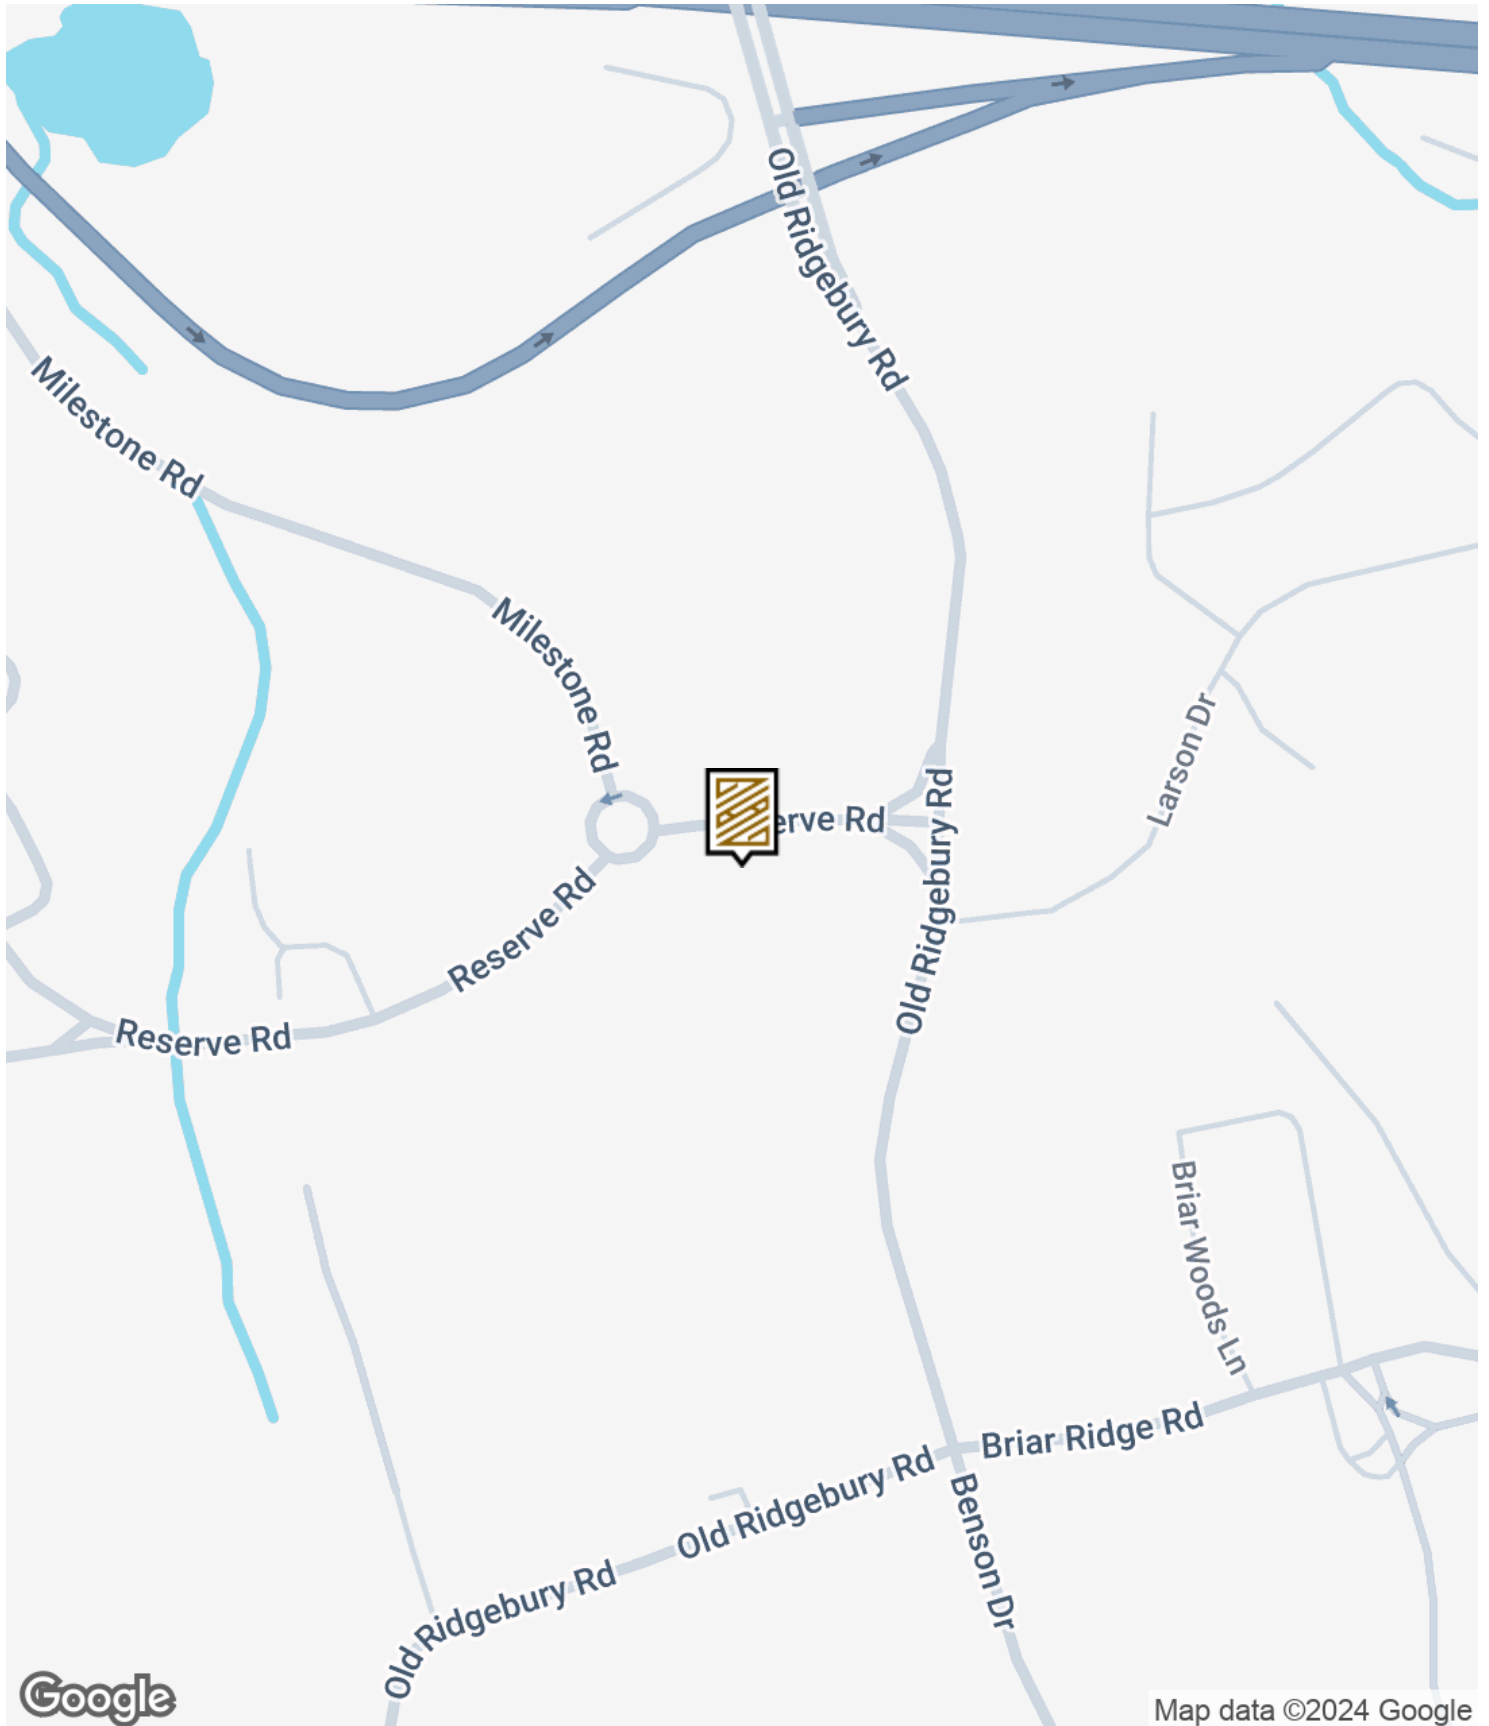 Old Ridgebury Rd
Milestone Rd
Milestone Rd
Larson Dr
erve Rd
Old Ridgebury Rd
Reserve Rd
Reserve Rd
Briar Woods Ln
Briar Ridge Rd
Old Ridgebury Rd
Benson Dr
Old Ridgebury Rd
Google
Map data ©2024 Google